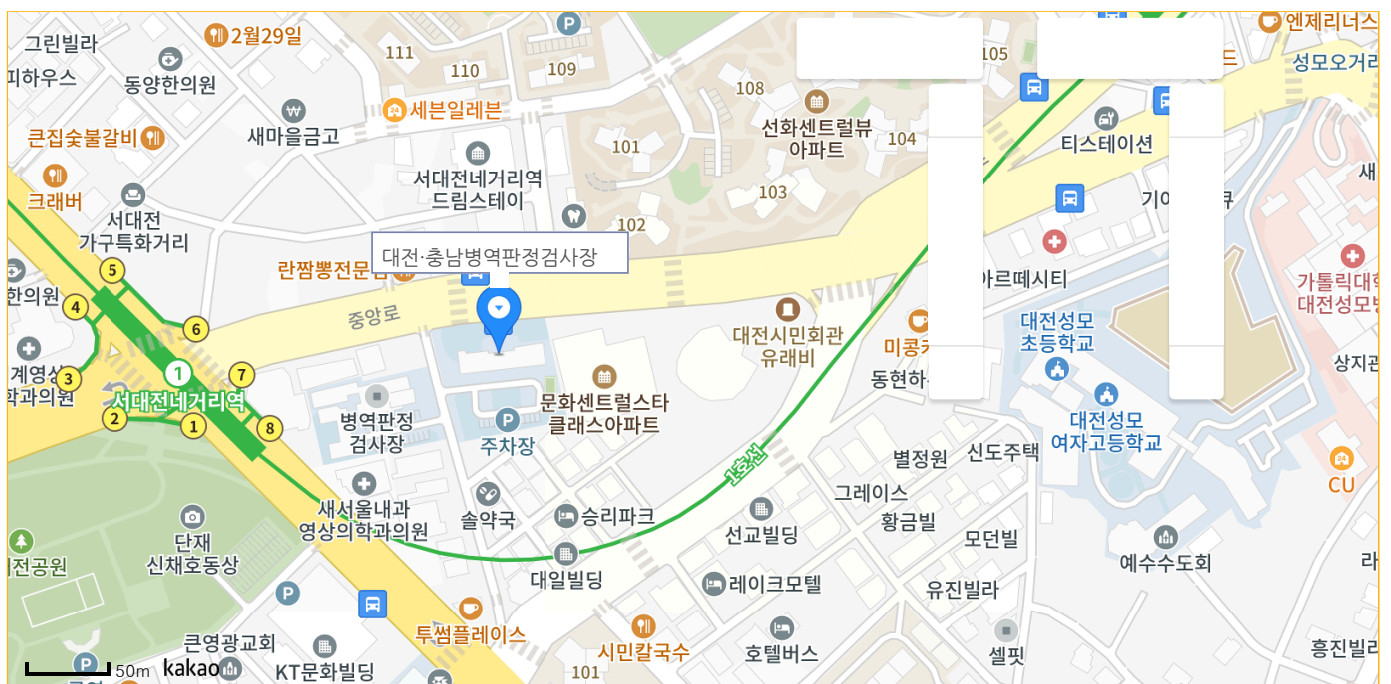 그린빌라
2월29일
P
111
110
109
105
엔제리너스
드
성모오거리
피하우스
동양한의원
세븐일레븐
108
큰집숯불갈비
새마을금고
선화센트럴뷰
아파트
104
티스테이션
101
크래버
서대전네거리역
드림스테이
서대전
가구특화거리
103
102
기아
큐
새
대전·충남병역판정검사장
란짬뽕전문점
5
한의원
4
6
중앙로
아르떼시티
가톨릭대학
대전성모병
대전시민회관
유래비
대전성모
초등학교
미콩카
계영상
학과의원
3
1
7
서대전네거리역
2
1
8
동현하
상지관
병역판정
검사장
문화센트럴스타
클래스아파트
P
주차장
대전성모
여자고등학교
별정원
신도주택
1호선
CU
그레이스
새서울내과
영상의학과의원
솔약국
승리파크
선교빌딩
황금빌
모던빌
단재
신채호동상
대일빌딩
예수수도회
전공원
P
레이크모텔
유진빌라
라
큰영광교회
투썸플레이스
시민칼국수
호텔버스
셀핏
흥진빌라
50m
kakao
KT문화빌딩
101
P